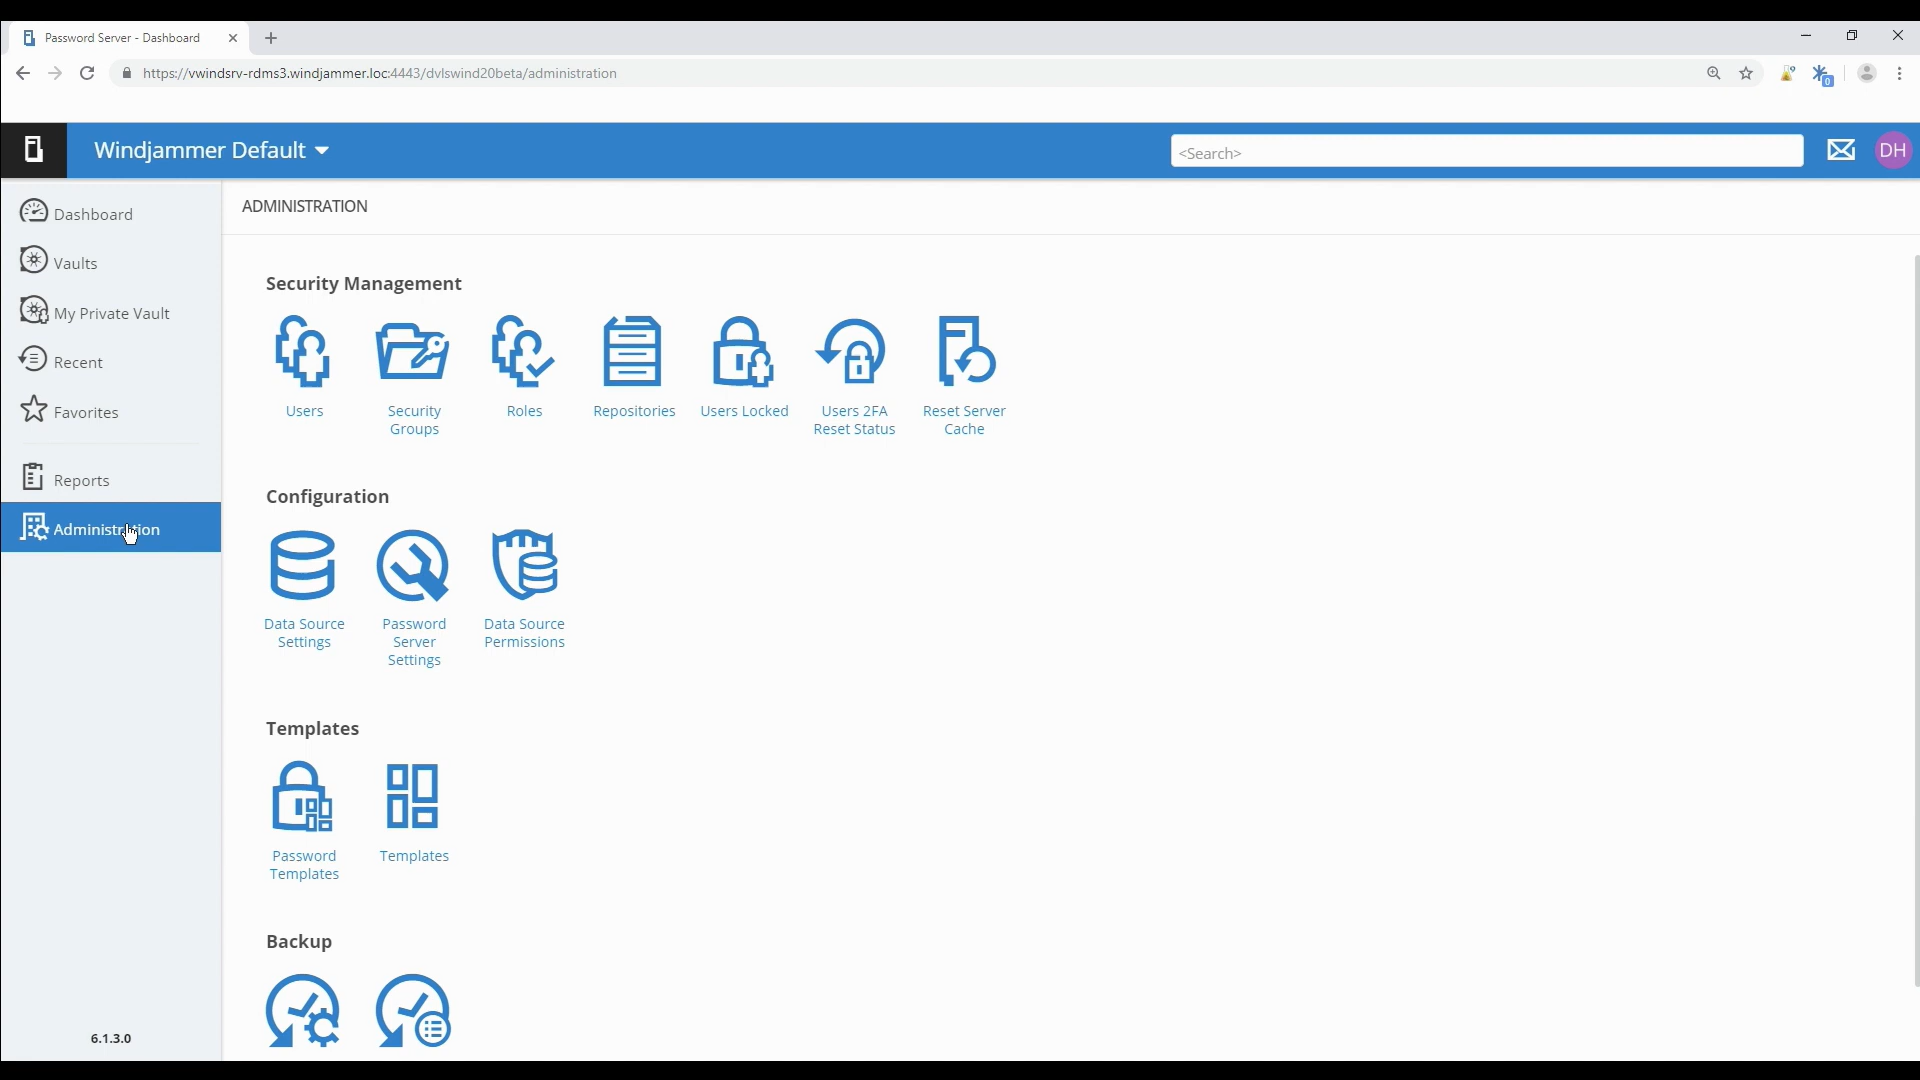 Password Server - Dashboard
https://vwindsrv-rdms3.windjammer.loc:4443/dvlswind20beta/administration
0
Windjammer Default
<Search>
DH
Dashboard
Vaults
My Private Vault
Recent
Favorites
Reports
Administration
6.1.3.0
ADMINISTRATION
Security Management
Users
Security
Groups
Roles
Repositories
Users Locked
Users 2FA
Reset Status
Reset Server
Cache
Configuration
Data Source
Settings
Password
Server
Settings
Data Source
Permissions
Templates
Password
Templates
Templates
Backup